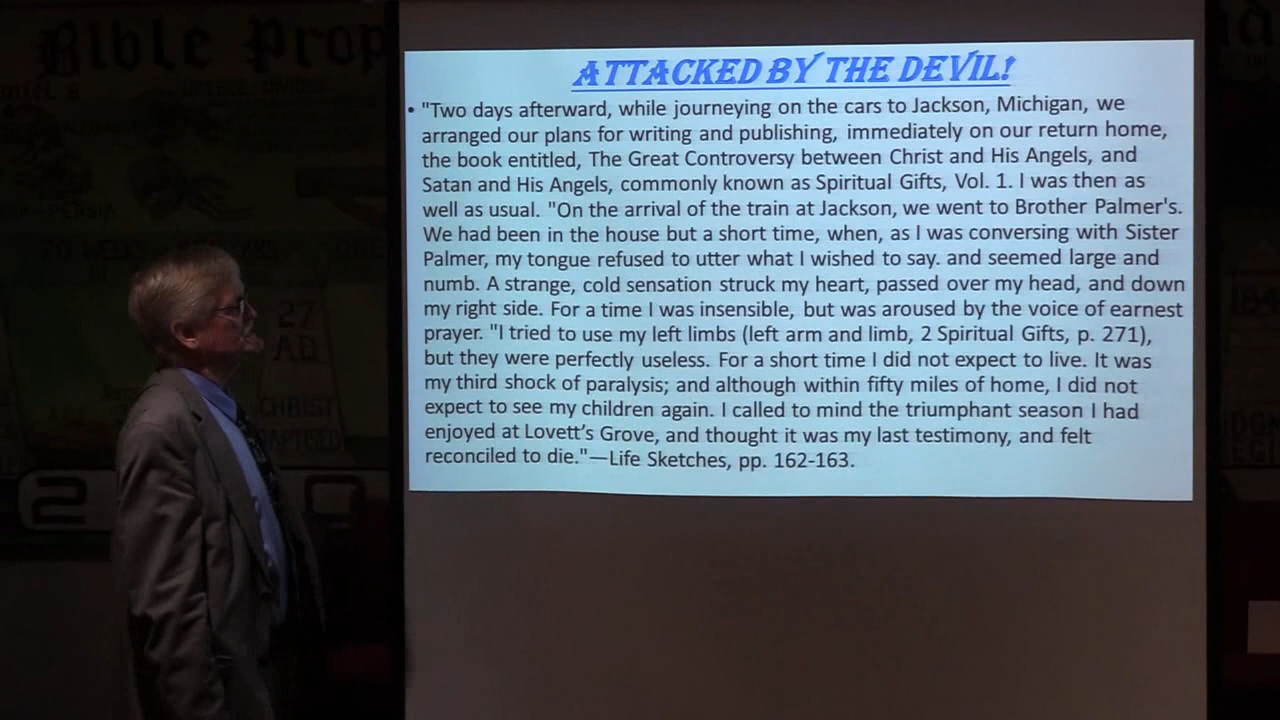 Bible Prop
ATTACKED BY THE DEVIL!
• "Two days afterward, while journeying on the cars to Jackson, Michigan, we
arranged our plans for writing and publishing, immediately on our return home,
the book entitled, The Great Controversy between Christ and His Angels, and
Satan and His Angels, commonly known as Spiritual Gifts, Vol. 1. I was then as
well as usual. "On the arrival of the train at Jackson, we went to Brother Palmer's.
We had been in the house but a short time, when, as I was conversing with Sister
Palmer, my tongue refused to utter what I wished to say. and seemed large and
numb. A strange, cold sensation struck my heart, passed over my head, and down
my right side. For a time I was insensible, but was aroused by the voice of earnest
prayer. "I tried to use my left limbs (left arm and limb, 2 Spiritual Gifts, p. 271),
but they were perfectly useless. For a short time I did not expect to live. It was
my third shock of paralysis; and although within fifty miles of home, I did not
expect to see my children again. I called to mind the triumphant season I had
enjoyed at Lovett's Grove, and thought it was my last testimony, and felt
reconciled to die."—Life Sketches, pp. 162-163.
70 WEEKS
27
AD
CHRIST
BAPTISED
2